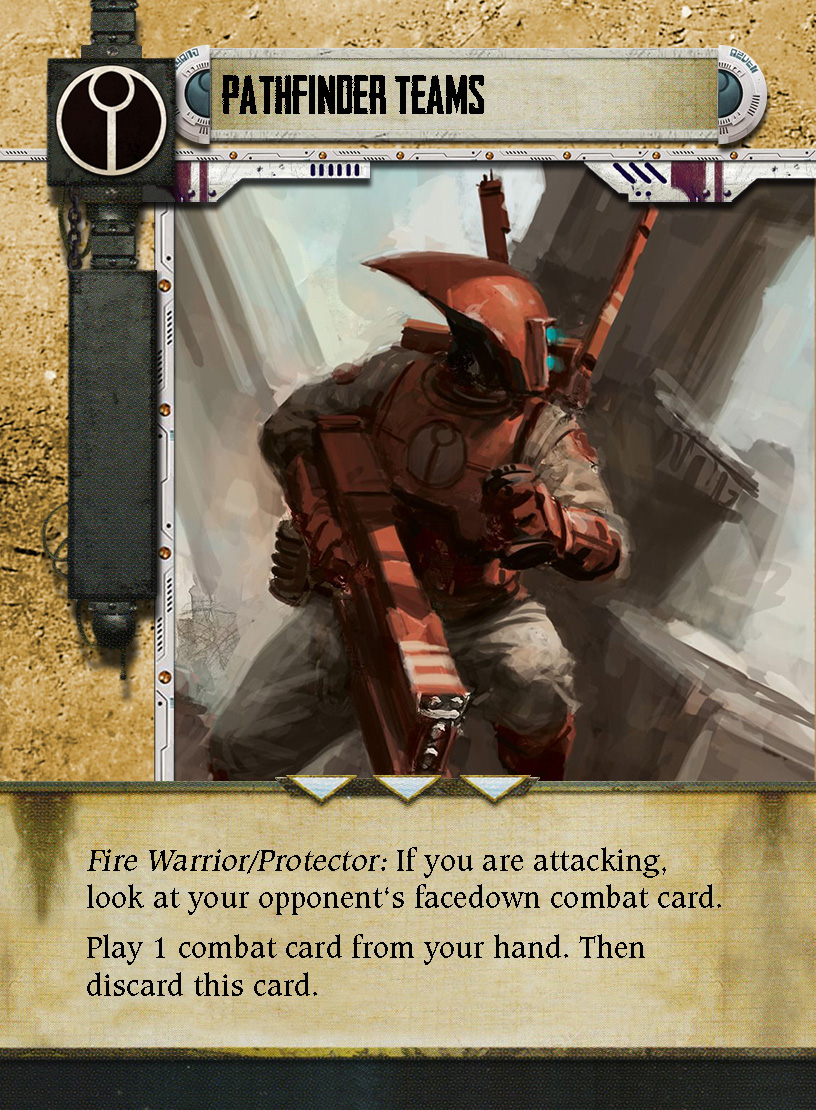 PATHFINDER TEAMS
Fire Warrior/Protector: If you are attacking,
look at your opponent‘s facedown combat card.
Play 1 combat card from your hand. Then
discard this card.